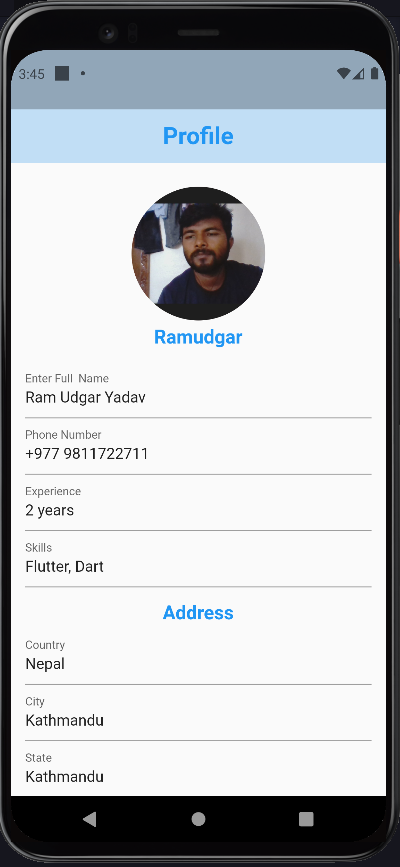 3:45
Profile
Ramudgar
Enter Full  Name
Ram Udgar Yadav
Phone Number
+977 9811722711
Experience
2 years
Skills
Flutter, Dart
Address
Country
Nepal
City
Kathmandu
State
Kathmandu